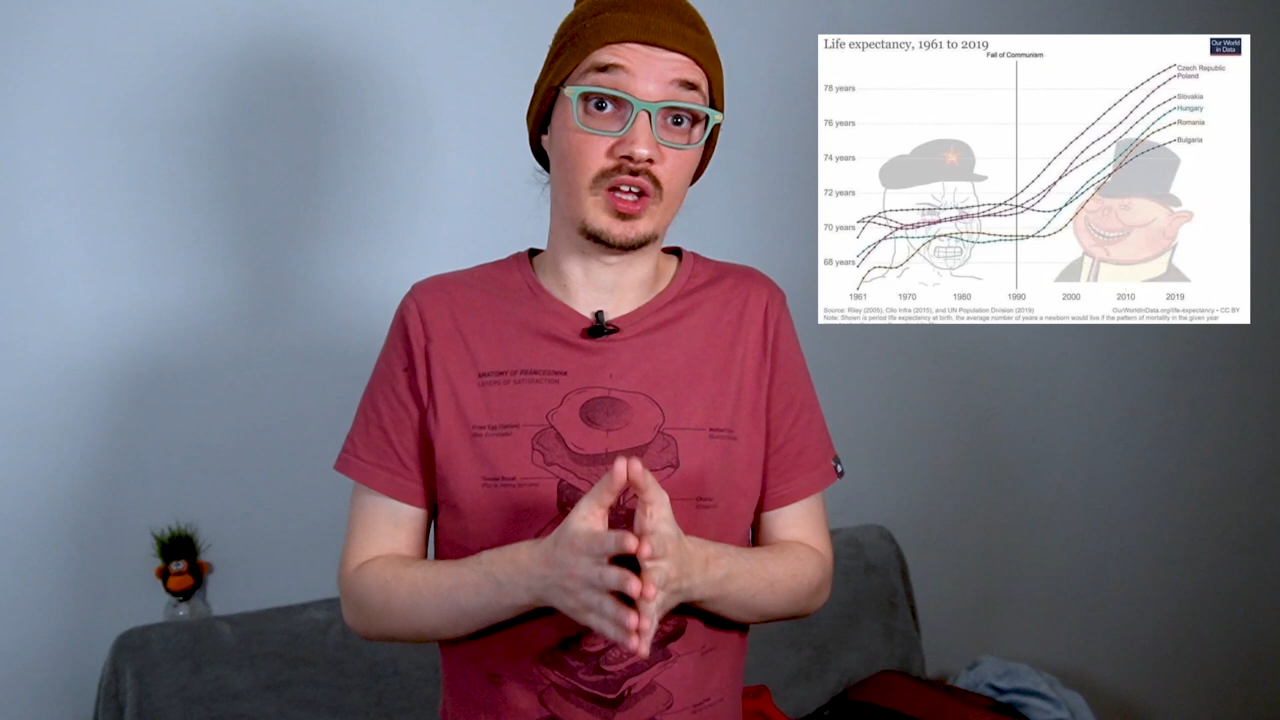 Life expectancy, 1961 to 2019
Our World
in Data
Fall of Communism
Czech Republic
Poland
78 years
Slovakia
Hungary
76 years
Romania
Bulgaria
74 years
72 years
70 years
68 years
1961 1970 1980 1990 2000 2010 2019
Source: Riley (2005), Clio Infra (2015), and UN Population Division (2019)
OurWorldInData.org/life-expectancy • CC BY
Note: Shown is period life expectancy at birth, the average number of years a newborn would live if the pattern of mortality in the given year
ANATOMY OF FRANCESINHA
LAYERS OF SATISFACTION